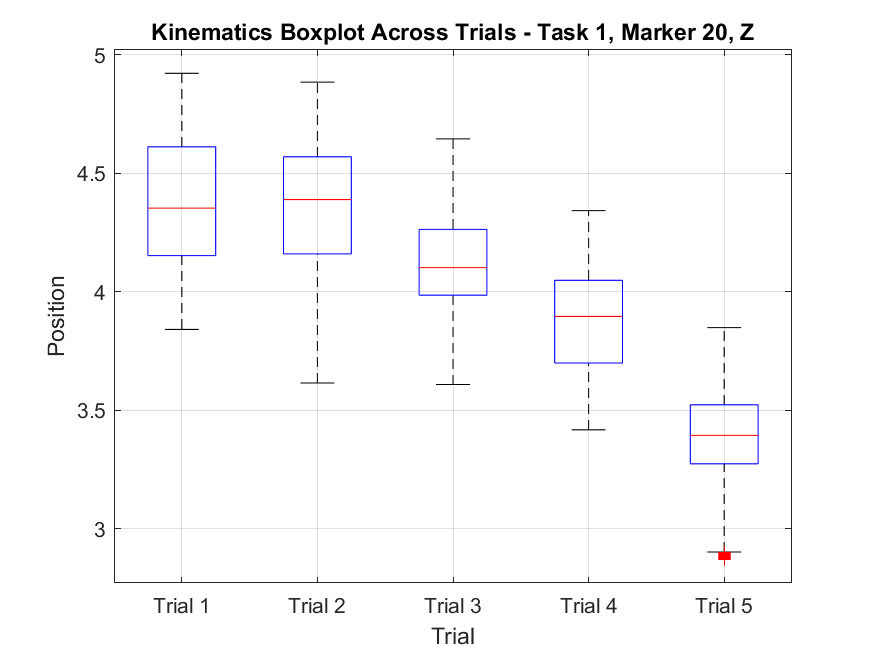 Kinematics Boxplot Across Trials - Task 1, Marker 20, Z
5
4.5
4
3.5
3
Position
Trial 1 Trial 2 Trial 3 Trial 4 Trial 5
Trial